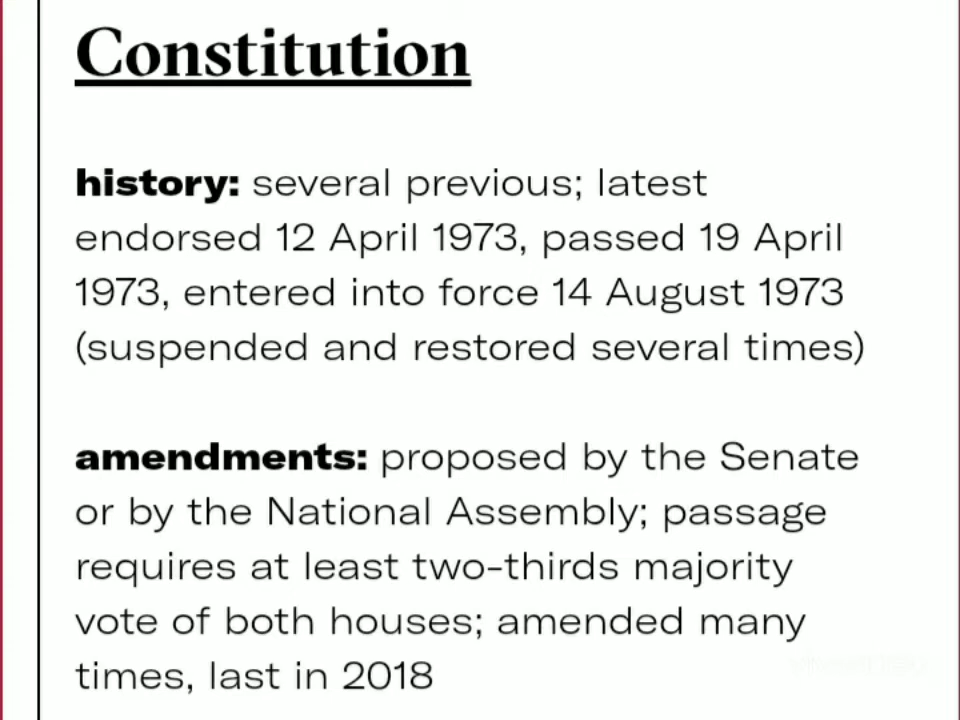 Constitution
history: several previous; latest
endorsed 12 April 1973, passed 19 April
1973, entered into force 14 August 1973
(suspended and restored several times)
amendments: proposed by the Senate
or by the National Assembly; passage
requires at least two-thirds majority
vote of both houses; amended many
times, last in 2018